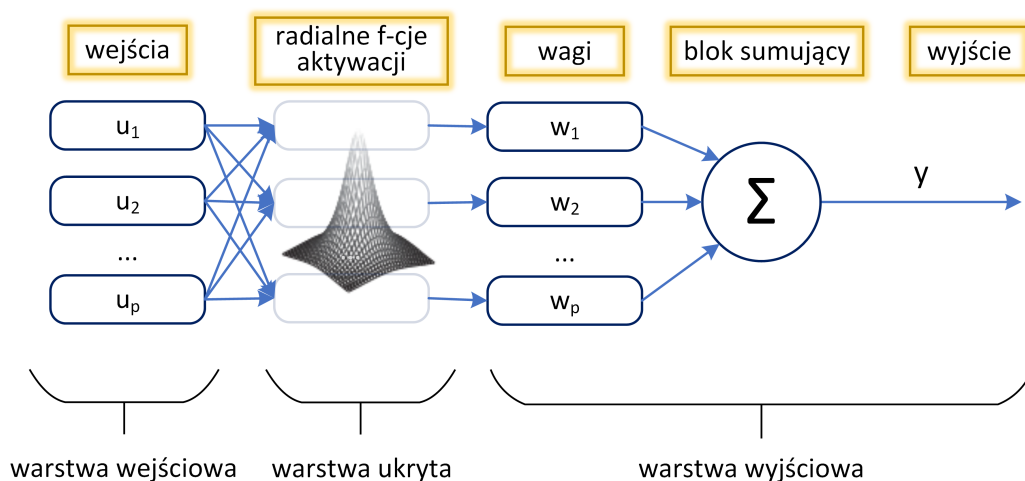 wejścia
radialne f-cje
aktywacji
wagi
blok sumujący
wyjście
u1
w1
u2
w2
Σ
y
...
...
up
wp
warstwa wejściowa
warstwa ukryta
warstwa wyjściowa